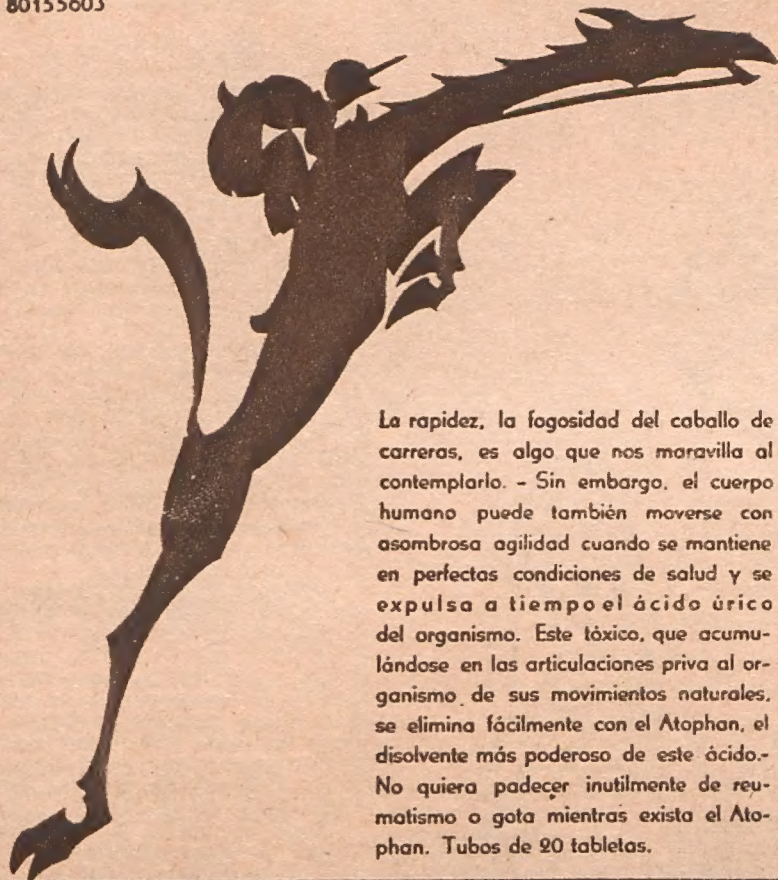 80155603
La rapidez, la fogosidad del caballo de
carreras, es algo que nos maravilla al
contemplarlo. - Sin embargo, el cuerpo
humano puede también moverse con
asombrosa agilidad cuando se mantiene
en perfectas condiciones de salud y se
expulsa a tiempo el ácido úrico
del organismo. Este tóxico, que acumu-
lándose en las articulaciones priva al or-
ganismo de sus movimientos naturales,
se elimina fácilmente con el Atophan, el
disolvente más poderoso de este ácido.-
No quiera padecer inutilmente de reu-
matismo o gota mientras exista el Ato-
phan. Tubos de 20 tabletas.